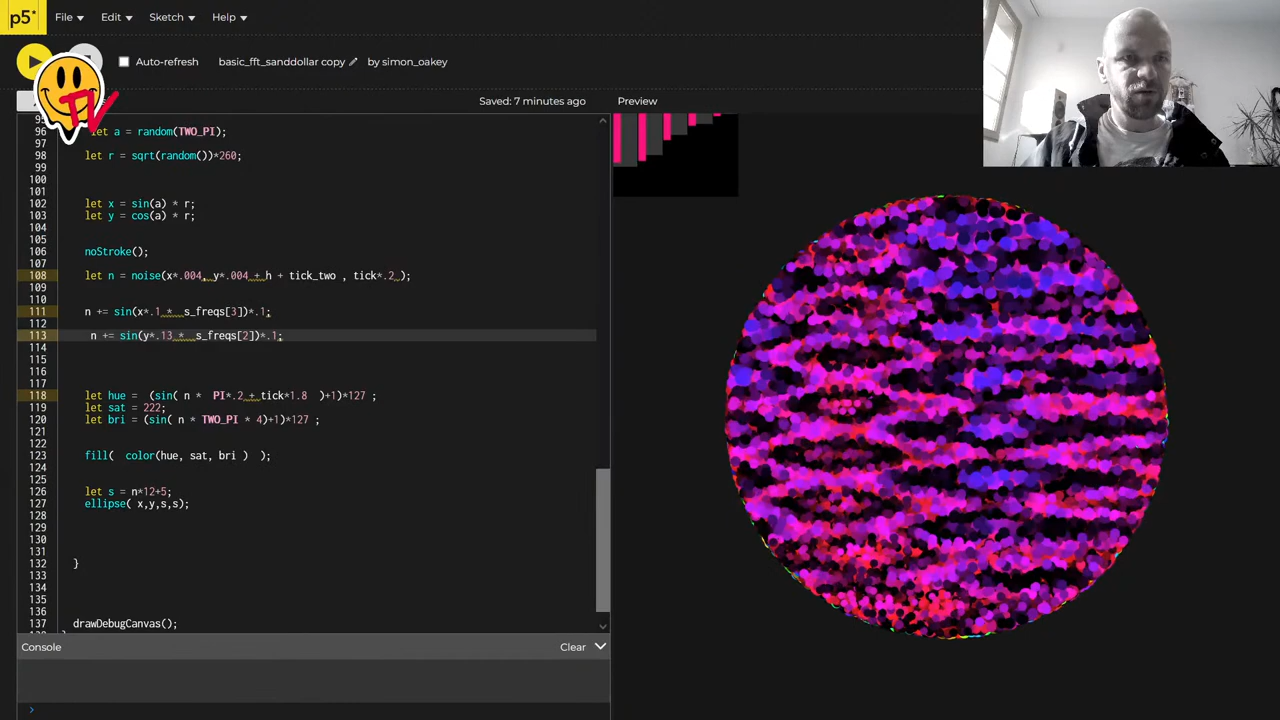 p5*
File
Edit
Sketch
Help
Auto-refresh
basic_fft_sanddollar copy
by simon_oakey
TV
Saved: 7 minutes ago
Preview
95
96 let a = random(TWO_PI);
97
98 let r = sqrt(random())*260;
99
100
101
102 let x = sin(a) * r;
103 let y = cos(a) * r;
104
105
106 noStroke();
107
108 let n = noise(x*.004, y*.004 + h + tick_two , tick*.2 );
109
110
111 n += sin(x*.1 * s_freqs[3])*.1;
112
113 n += sin(y*.13 * s_freqs[2])*.1;
114
115
116
117
118 let hue = (sin( n * PI*.2 + tick*1.8 )+1)*127 ;
119 let sat = 222;
120 let bri = (sin( n * TWO_PI * 4)+1)*127 ;
121
122
123 fill( color(hue, sat, bri ) );
124
125
126 let s = n*12+5;
127 ellipse( x,y,s,s);
128
129
130
131
132 }
133
134
135
136
137 drawDebugCanvas();
Console
Clear